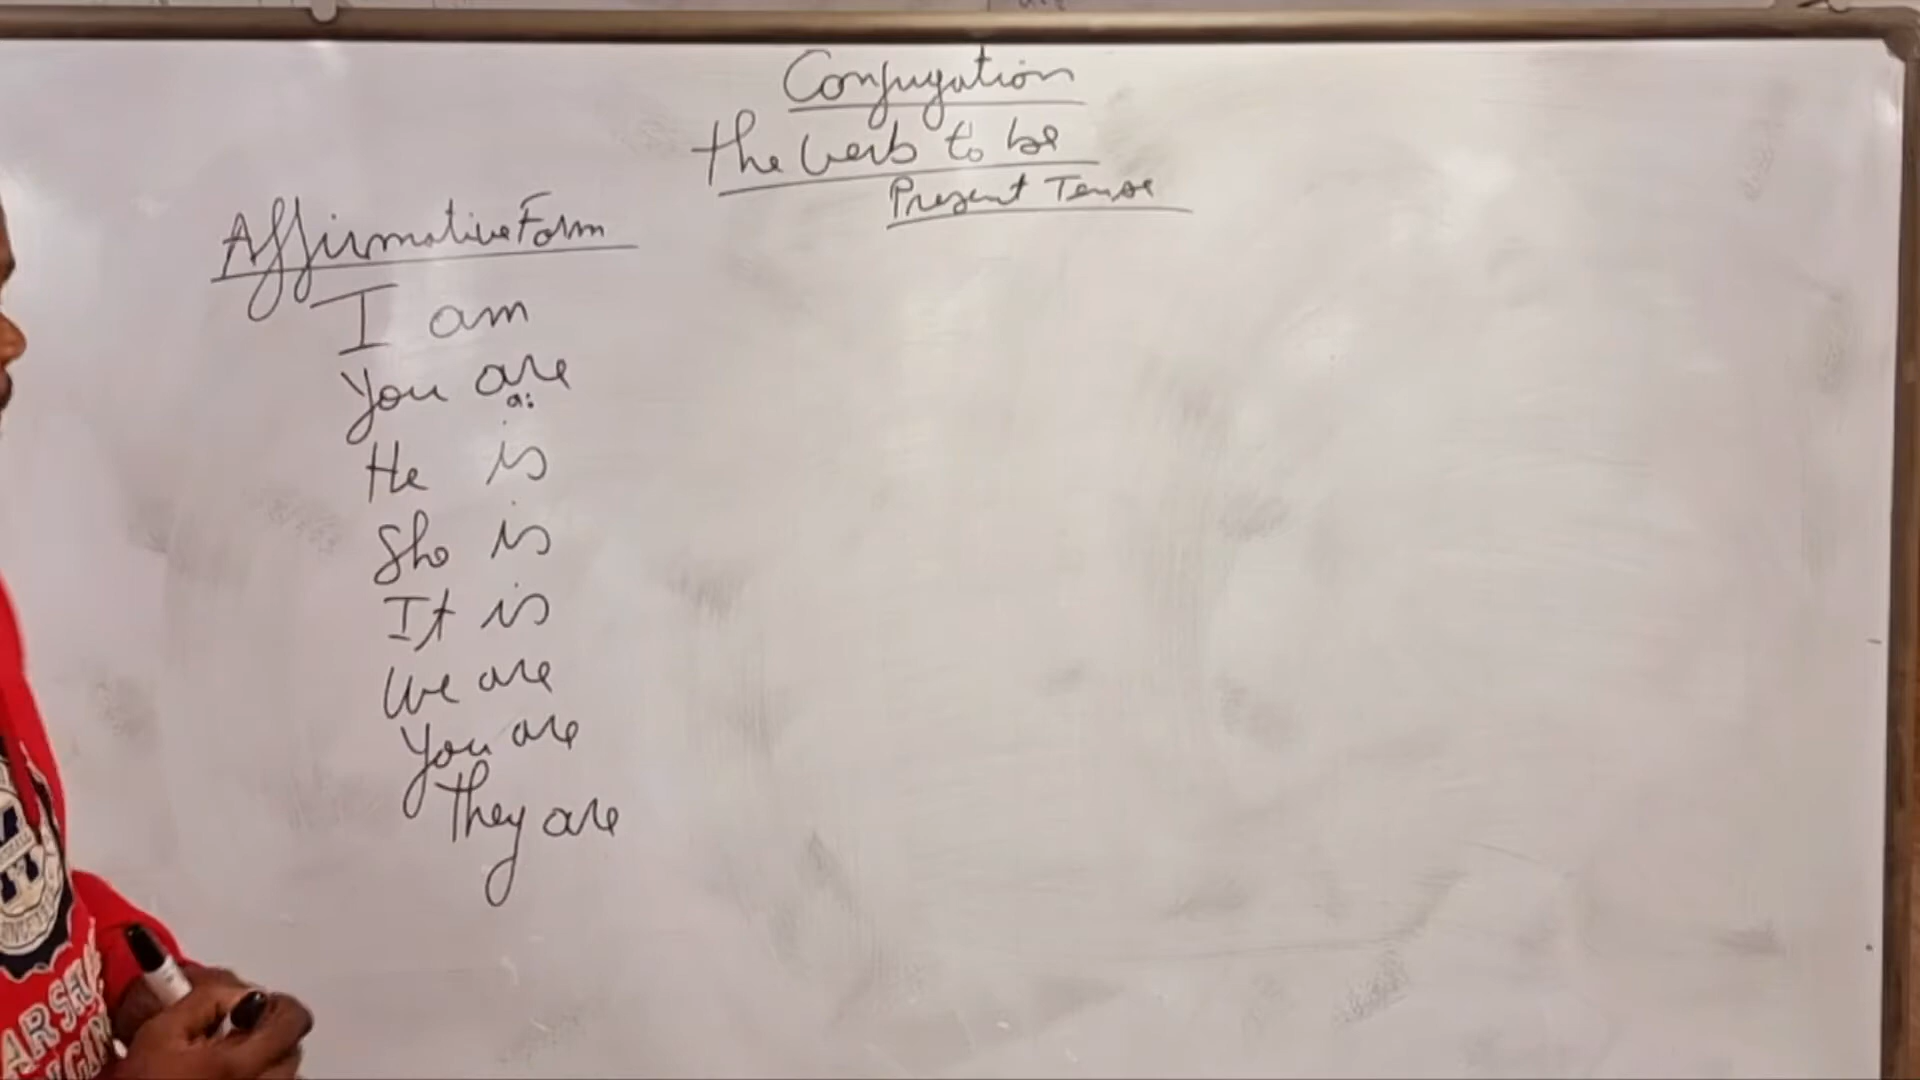 Conjugation
the verb to be
Present Tense
Affirmative Form
I am
You are
a:
He is
She is
It is
We are
You are
They are